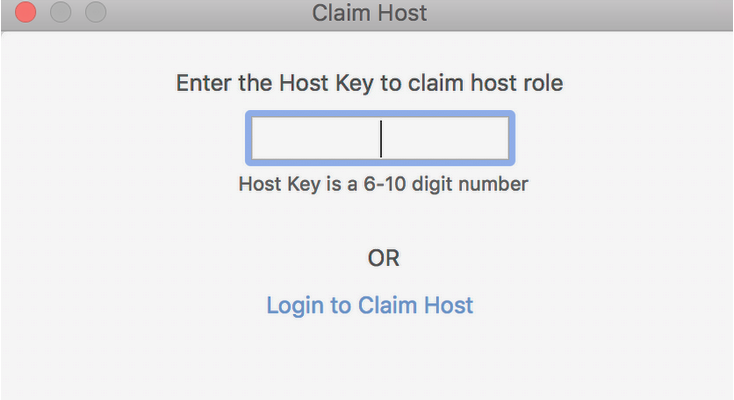 Claim Host
Enter the Host Key to claim host role
Host Key is a 6-10 digit number
OR
Login to Claim Host